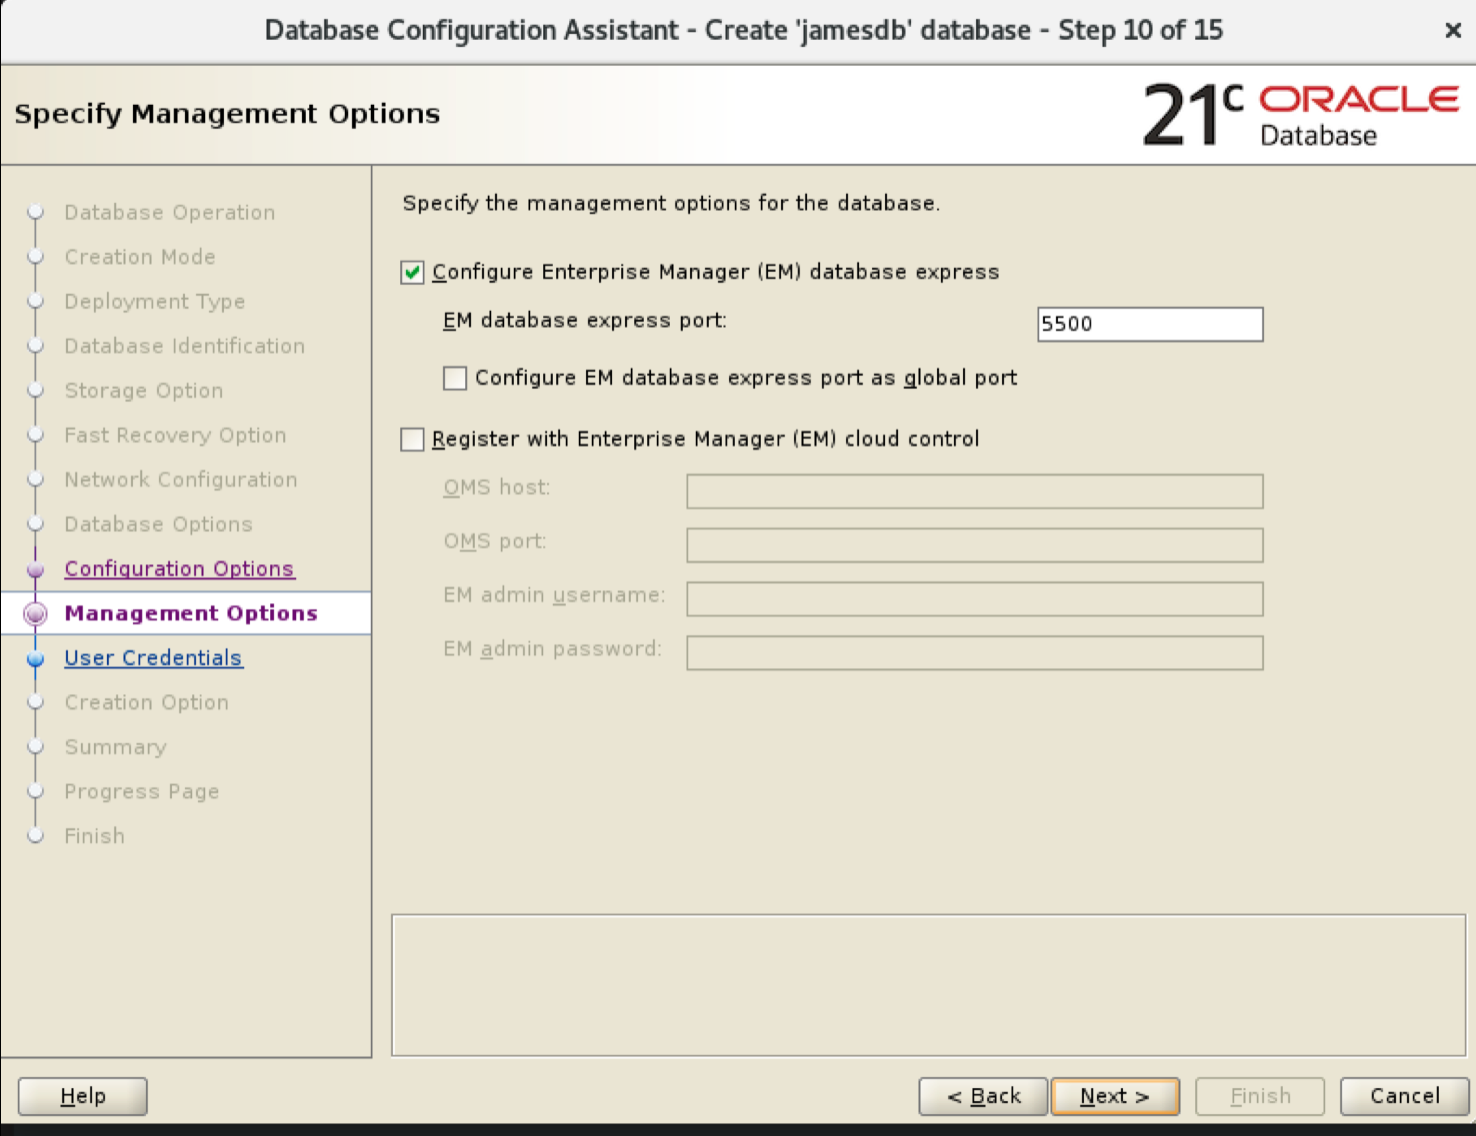 Database Configuration Assistant - Create 'jamesdb' database - Step 10 of 15
Specify Management Options
21c ORACLE
Database
Database Operation
Creation Mode
Deployment Type
Database Identification
Storage Option
Fast Recovery Option
Network Configuration
Database Options
Configuration Options
Management Options
User Credentials
Creation Option
Summary
Progress Page
Finish
Specify the management options for the database.
Configure Enterprise Manager (EM) database express
EM database express port: 5500
Configure EM database express port as global port
Register with Enterprise Manager (EM) cloud control
OMS host:
OMS port:
EM admin username:
EM admin password:
Help
< Back
Next >
Finish
Cancel